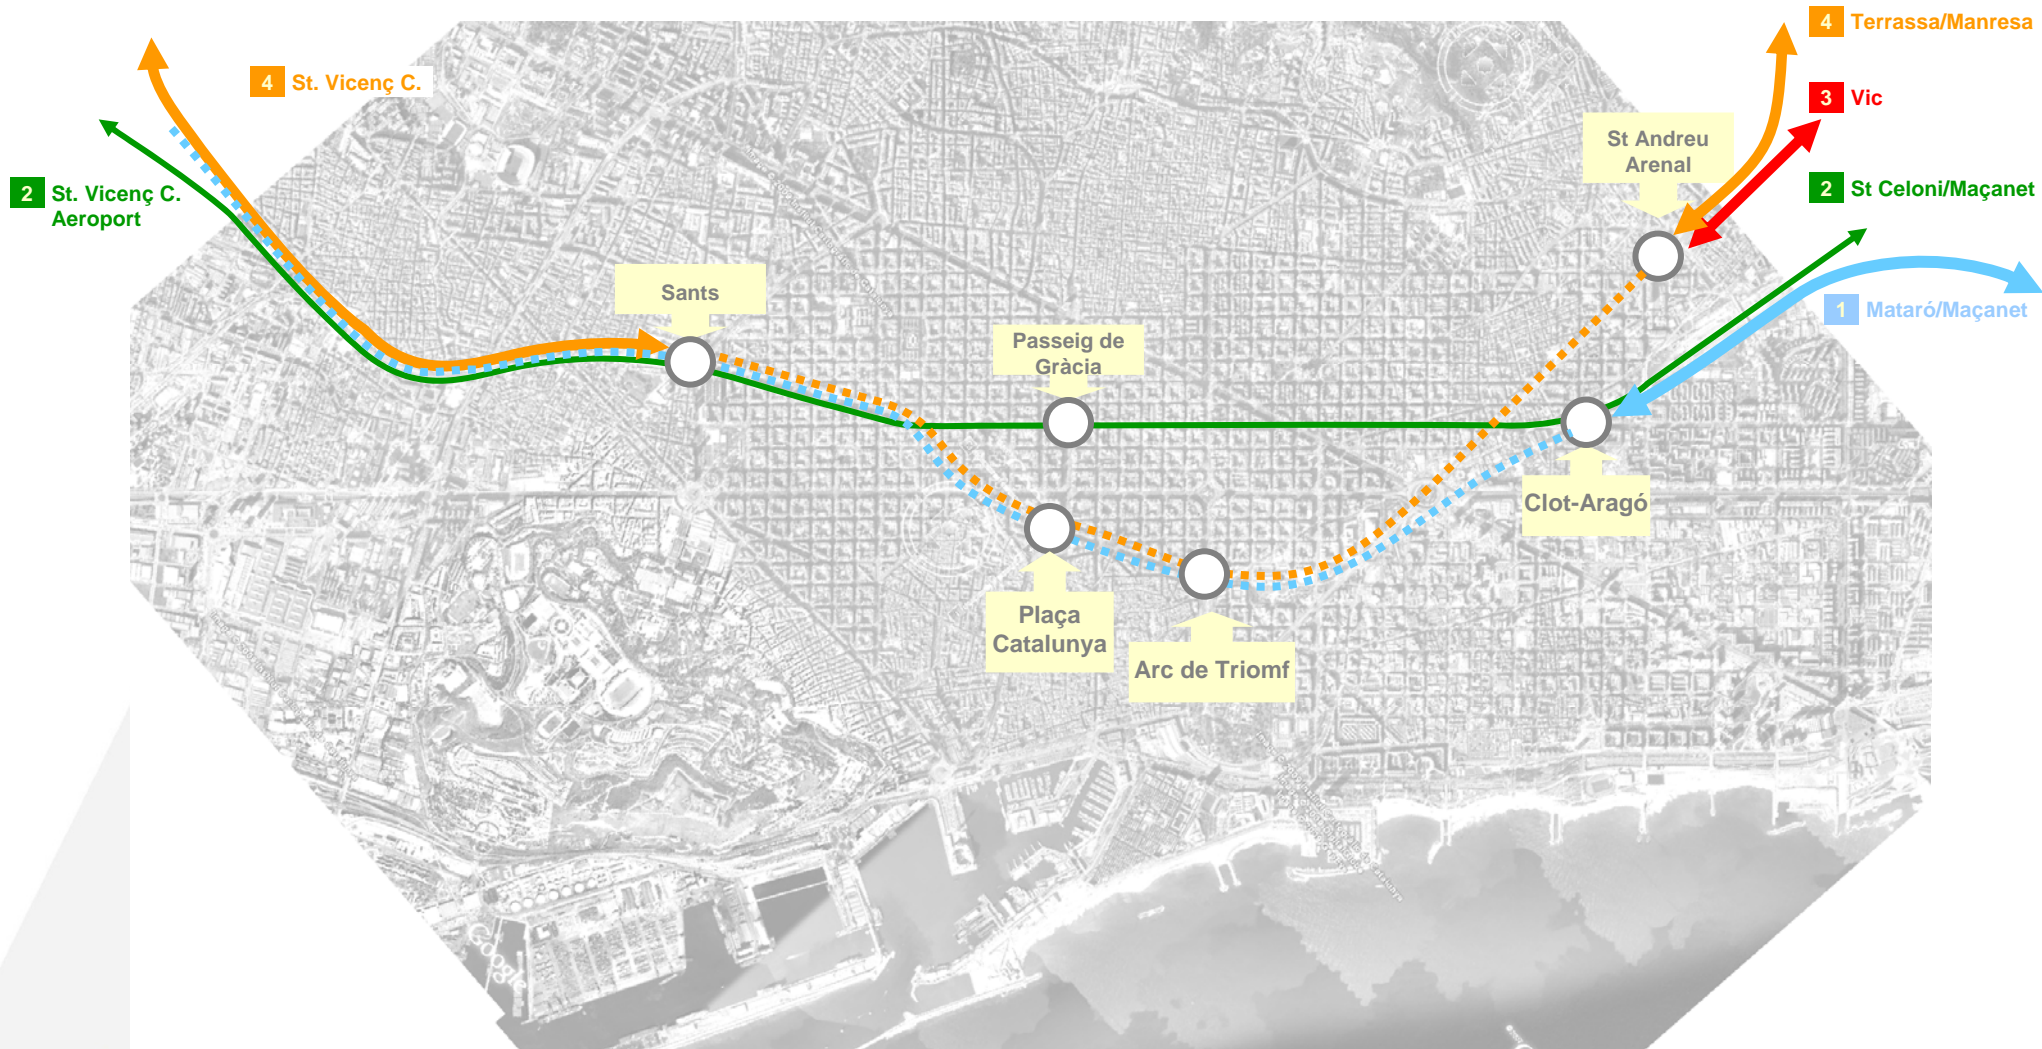 4 Terrassa/Manresa
4 St. Vicenç C.
3 Vic
St Andreu
Arenal
2 St. Vicenç C.
Aeroport
2 St Celoni/Maçanet
Sants
1 Mataró/Maçanet
Passeig de
Gràcia
Clot-Aragó
Plaça
Catalunya
Arc de Triomf
Google